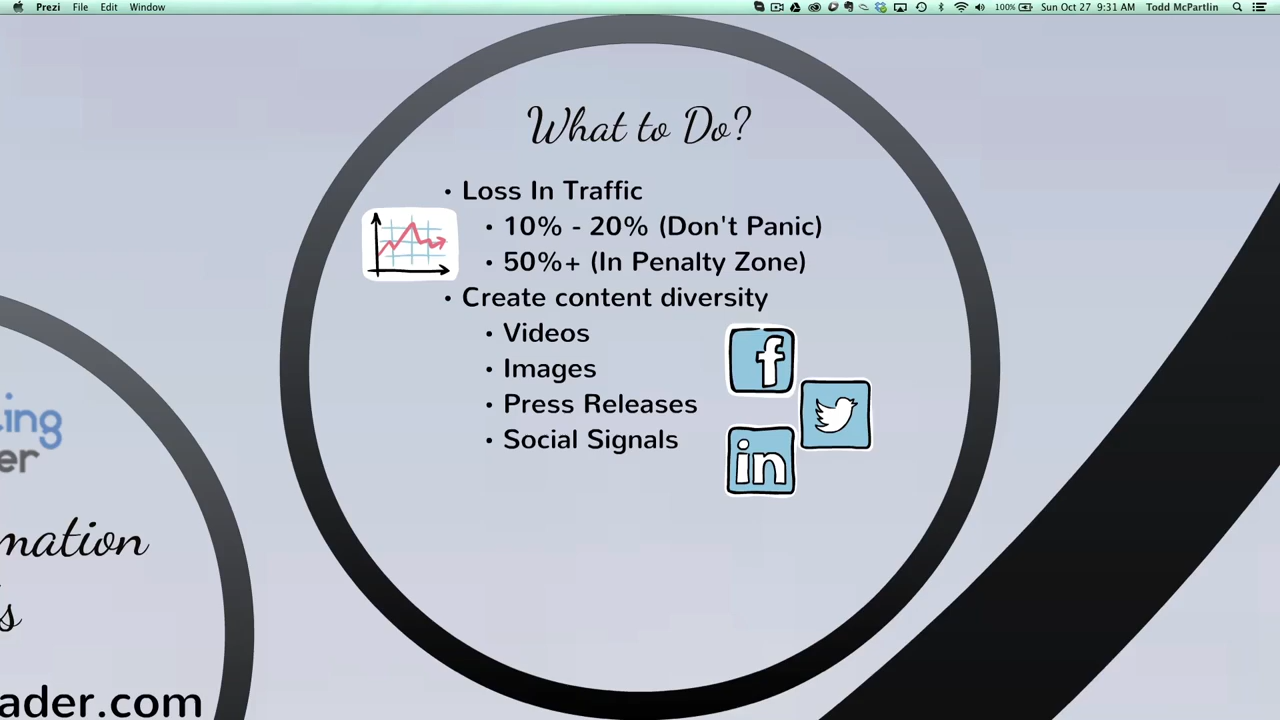 Prezi File Edit Window 100% Sun Oct 27 9:31 AM Todd McPartlin
What to Do?
• Loss In Traffic
• 10% - 20% (Don't Panic)
• 50%+ (In Penalty Zone)
• Create content diversity
• Videos
• Images
• Press Releases
• Social Signals
f
in
ing
er
mation
s
ader.com